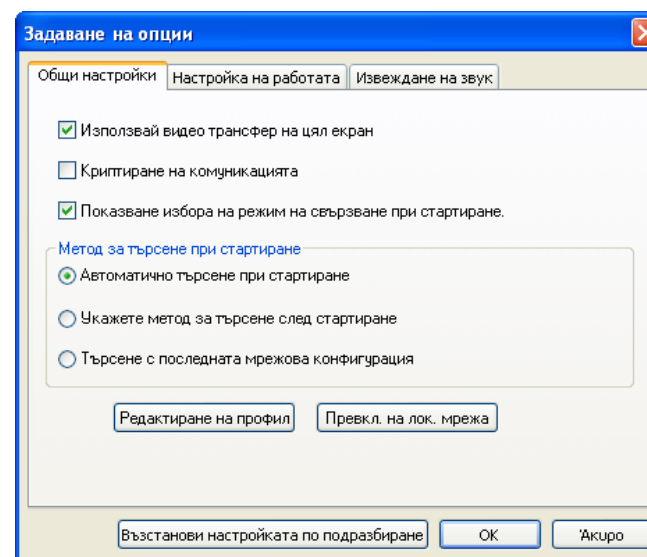 Задаване на опции
Общи настройки Настройка на работата Извеждане на звук
Използвай видео трансфер на цял екран
Криптиране на комуникацията
Показване избора на режим на свързване при стартиране.
Метод за търсене при стартиране
Автоматично търсене при стартиране
Укажете метод за търсене след стартиране
Търсене с последната мрежова конфигурация
Редактиране на профил Превкл. на лок. мрежа
Възстанови настройката по подразбиране OK 'Акиро